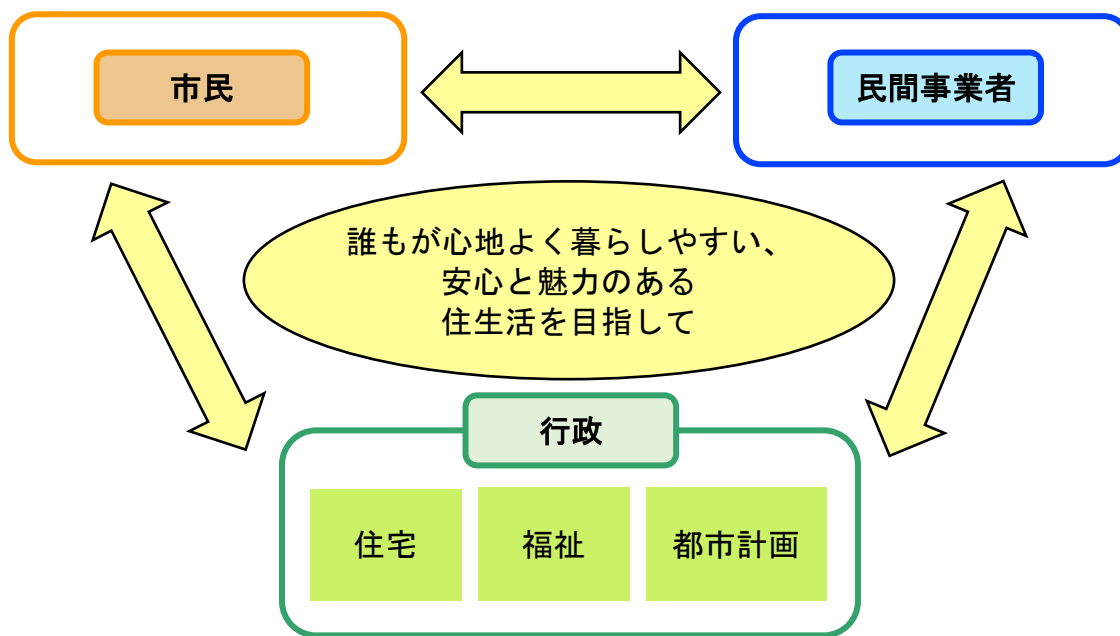 市民
民間事業者
誰もが心地よく暮らしやすい、
安心と魅力のある
住生活を目指して
行政
住宅
福祉
都市計画